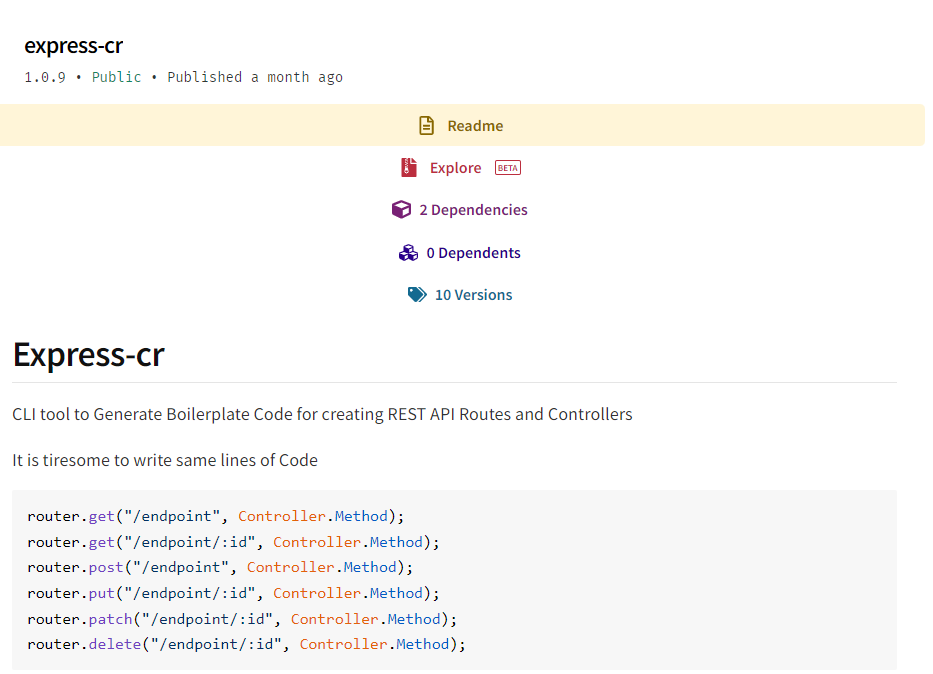 express-cr
1.0.9 • Public • Published a month ago
Readme
Explore BETA
2 Dependencies
0 Dependents
10 Versions
Express-cr
CLI tool to Generate Boilerplate Code for creating REST API Routes and Controllers
It is tiresome to write same lines of Code
router.get("/endpoint", Controller.Method);
router.get("/endpoint/:id", Controller.Method);
router.post("/endpoint", Controller.Method);
router.put("/endpoint/:id", Controller.Method);
router.patch("/endpoint/:id", Controller.Method);
router.delete("/endpoint/:id", Controller.Method);